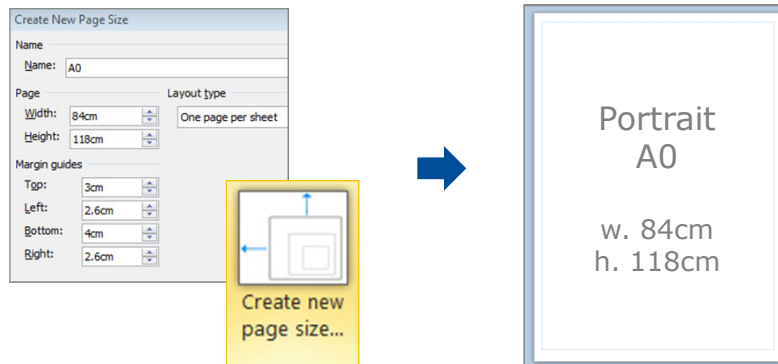 Create New Page Size
Name
Name: A0
Page
Layout type
Width: 84cm
One page per sheet
Height: 118cm
Margin guides
Top: 3cm
Left: 2.6cm
Bottom: 4cm
Right: 2.6cm
Create new
page size...
Portrait
A0
w. 84cm
h. 118cm